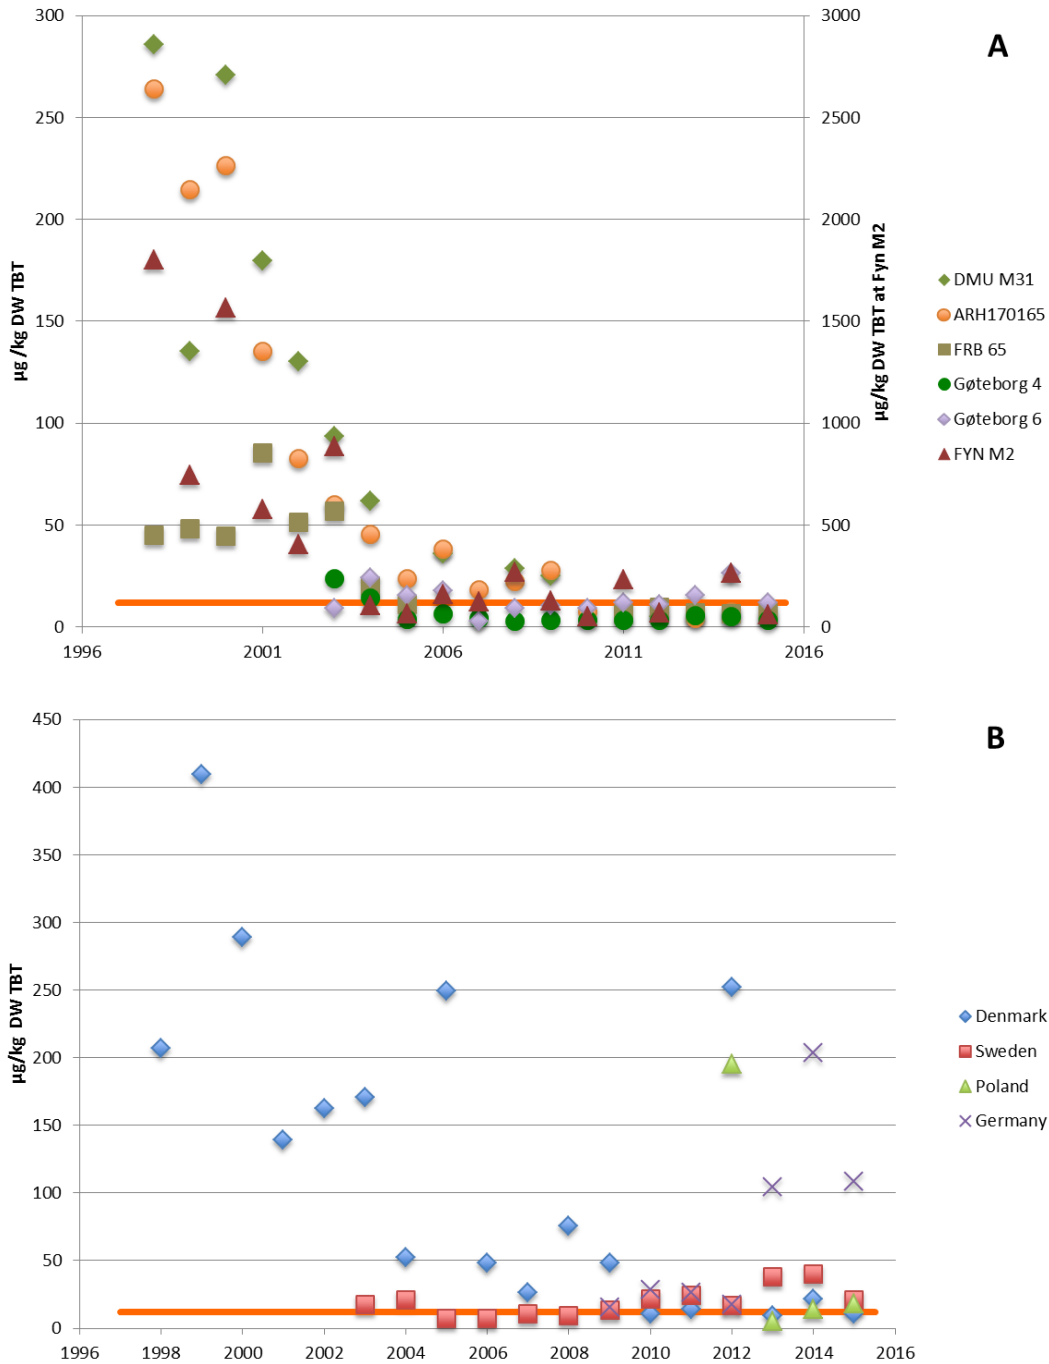 A
300
250
200
150
100
50
0
µg /kg DW TBT
3000
2500
2000
1500
1000
500
0
µg/kg DW TBT at Fyn M2
1996
2001
2006
2011
2016
DMU M31
ARH170165
FRB 65
Gøteborg 4
Gøteborg 6
FYN M2
B
450
400
350
300
250
200
150
100
50
0
µg/kg DW TBT
1996
1998
2000
2002
2004
2006
2008
2010
2012
2014
2016
Denmark
Sweden
Poland
Germany